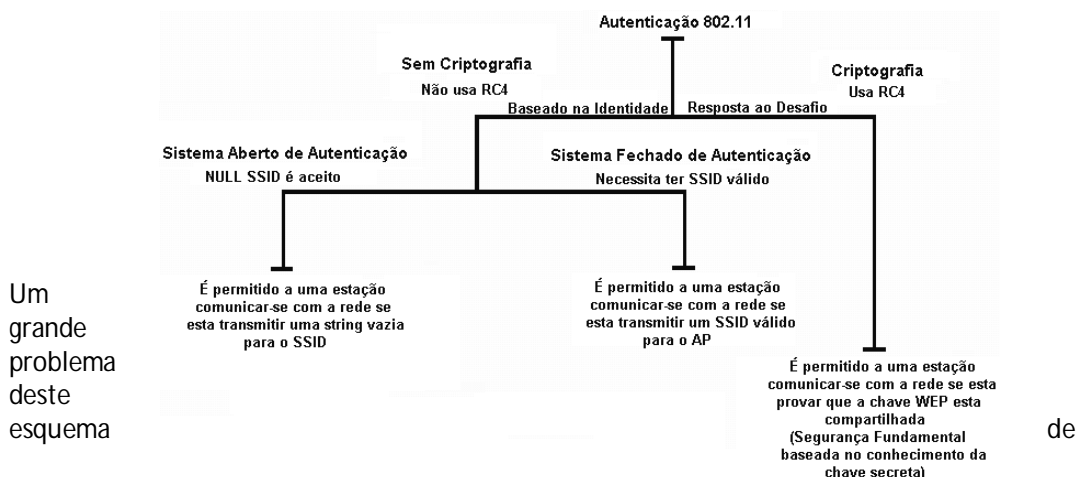 Autenticação 802.11
Sem Criptografia
Não usa RC4
Criptografia
Usa RC4
Baseado na Identidade
Resposta ao Desafio
Sistema Aberto de Autenticação
NULL SSID é aceito
Sistema Fechado de Autenticação
Necessita ter SSID válido
É permitido a uma estação
comunicar-se com a rede se
esta transmitir uma string vazia
para o SSID
É permitido a uma estação
comunicar-se com a rede se
esta transmitir um SSID válido
para o AP
É permitido a uma estação
comunicar-se com a rede se esta
provar que a chave WEP esta
compartilhada
(Segurança Fundamental
baseada no conhecimento da
chave secreta)
Um
grande
problema
deste
esquema de